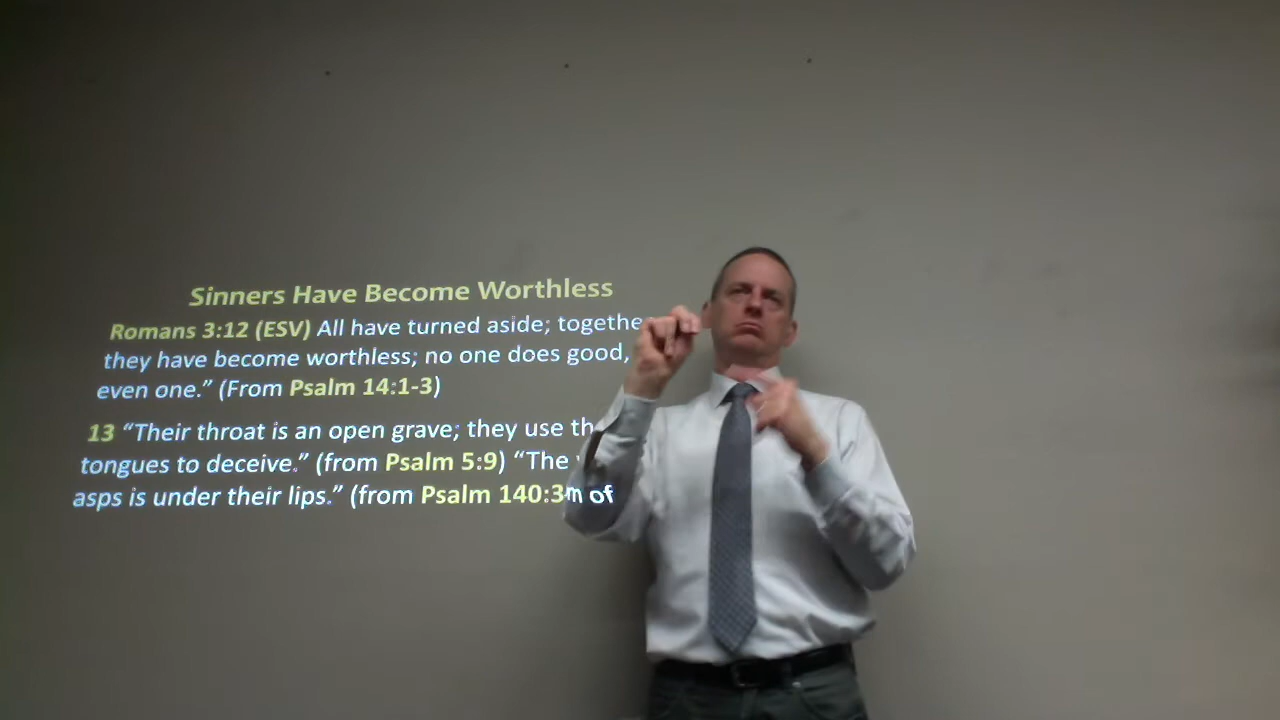 Sinners Have Become Worthless
Romans 3:12 (ESV) All have turned aside; togethe
they have become worthless; no one does good,
even one.” (From Psalm 14:1-3)
13 “Their throat is an open grave; they use th
tongues to deceive.” (from Psalm 5:9) “The
asps is under their lips.” (from Psalm 140:3 of